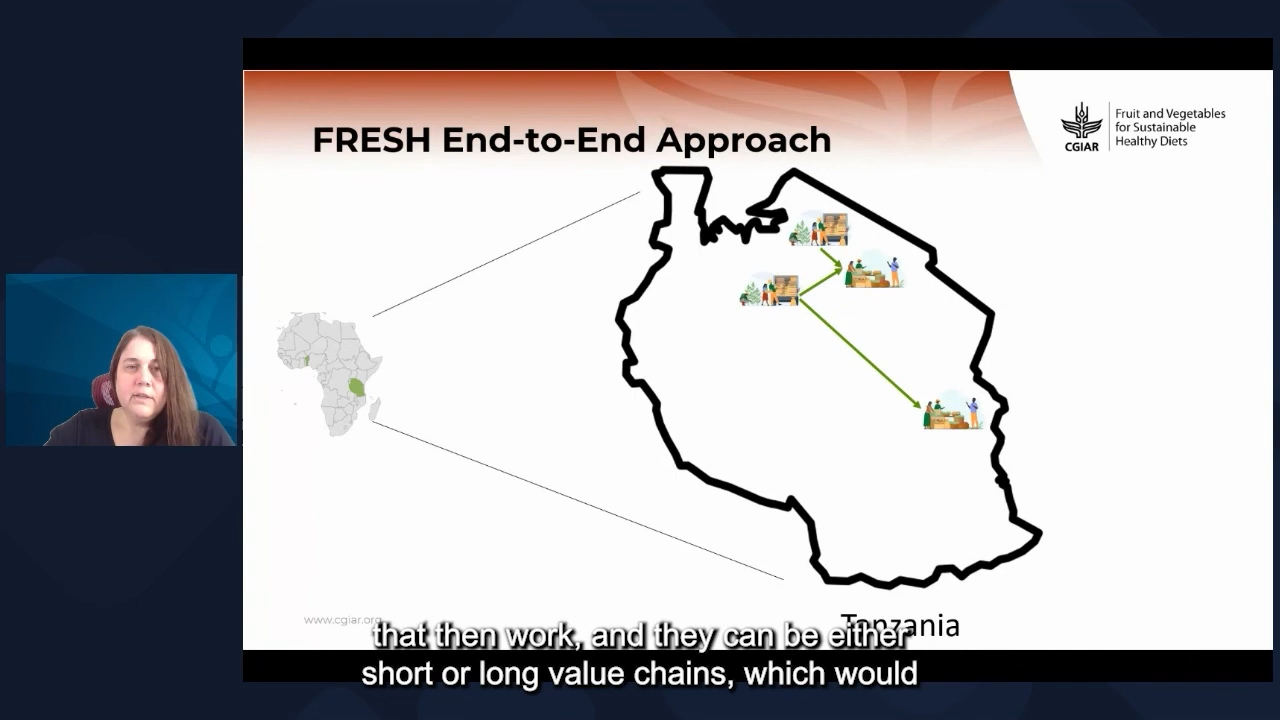 FRESH End-to-End Approach
CGIAR
Fruit and Vegetables
for Sustainable
Healthy Diets
www.cgiar.org
Tanzania
that then work, and they can be either
short or long value chains, which would